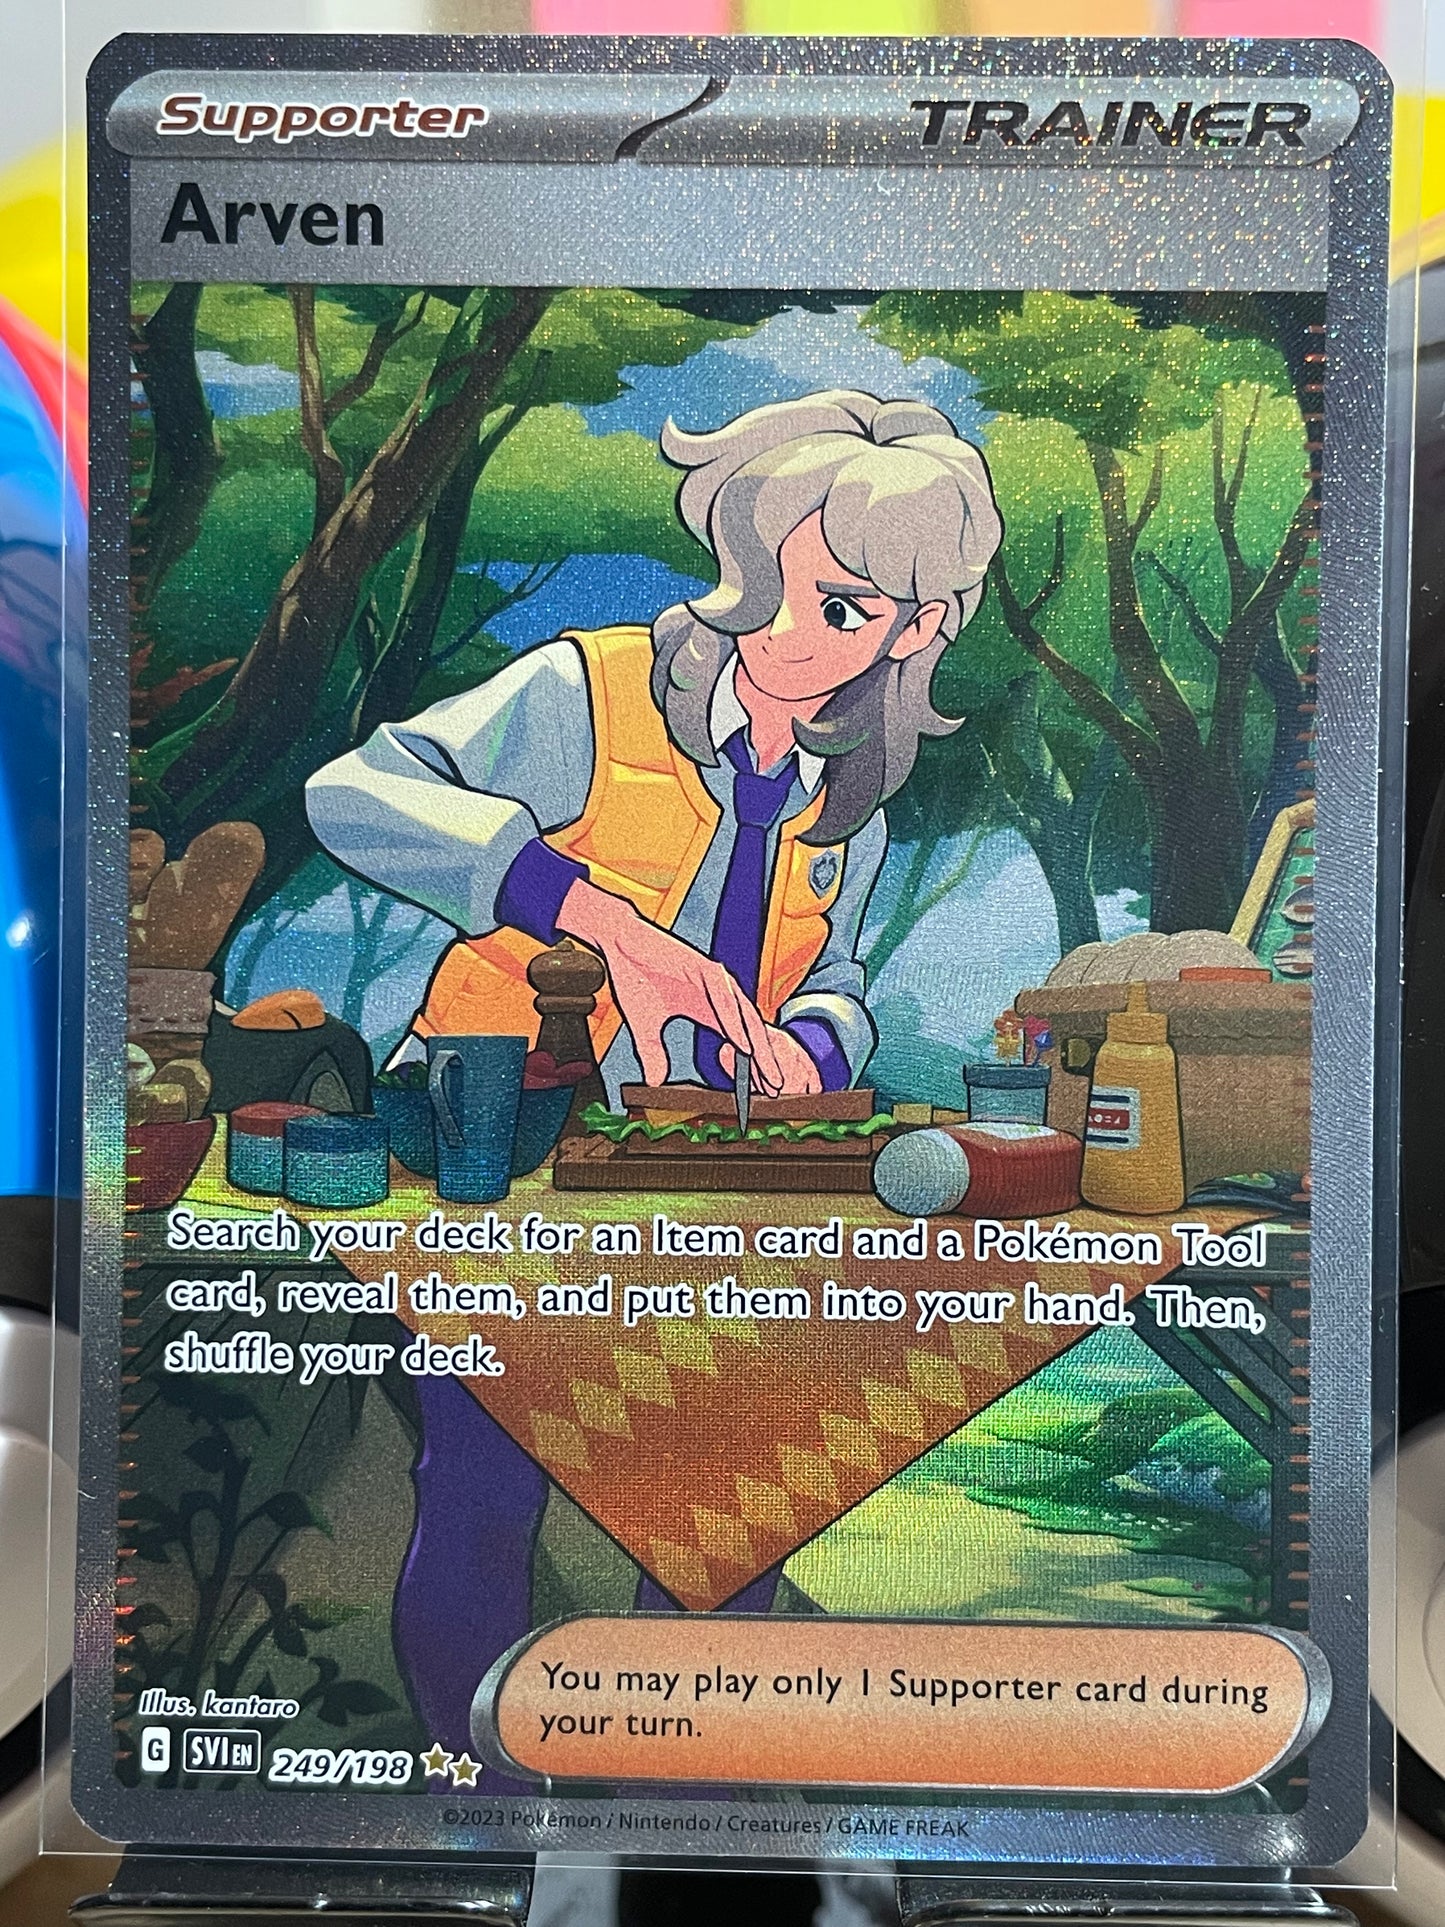 Supporter TRAINER
Arven
Search your deck for an Item card and a Pokémon Tool
card, reveal them, and put them into your hand. Then,
shuffle your deck.
You may play only 1 Supporter card during
your turn.
Illus. kantaro
G SVI EN 249/198
©2023 Pokémon / Nintendo / Creatures / GAME FREAK